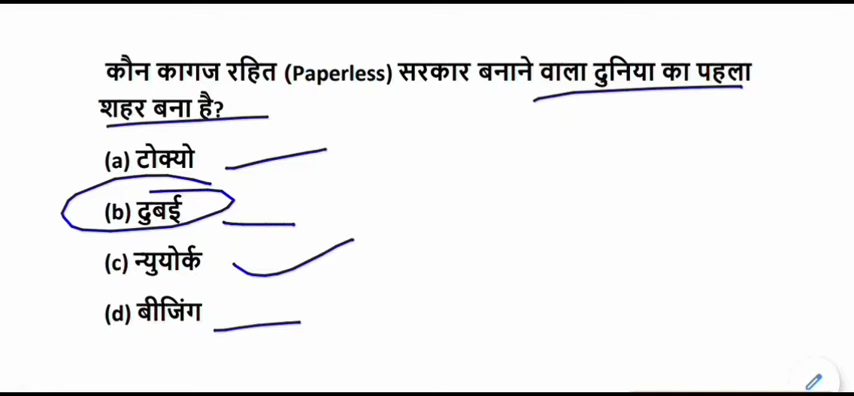 कौन कागज रहित (Paperless) सरकार बनाने वाला दुनिया का पहला
शहर बना है?
(a) टोक्यो
(b) दुबई
(c) न्युयोर्क
(d) बीजिंग